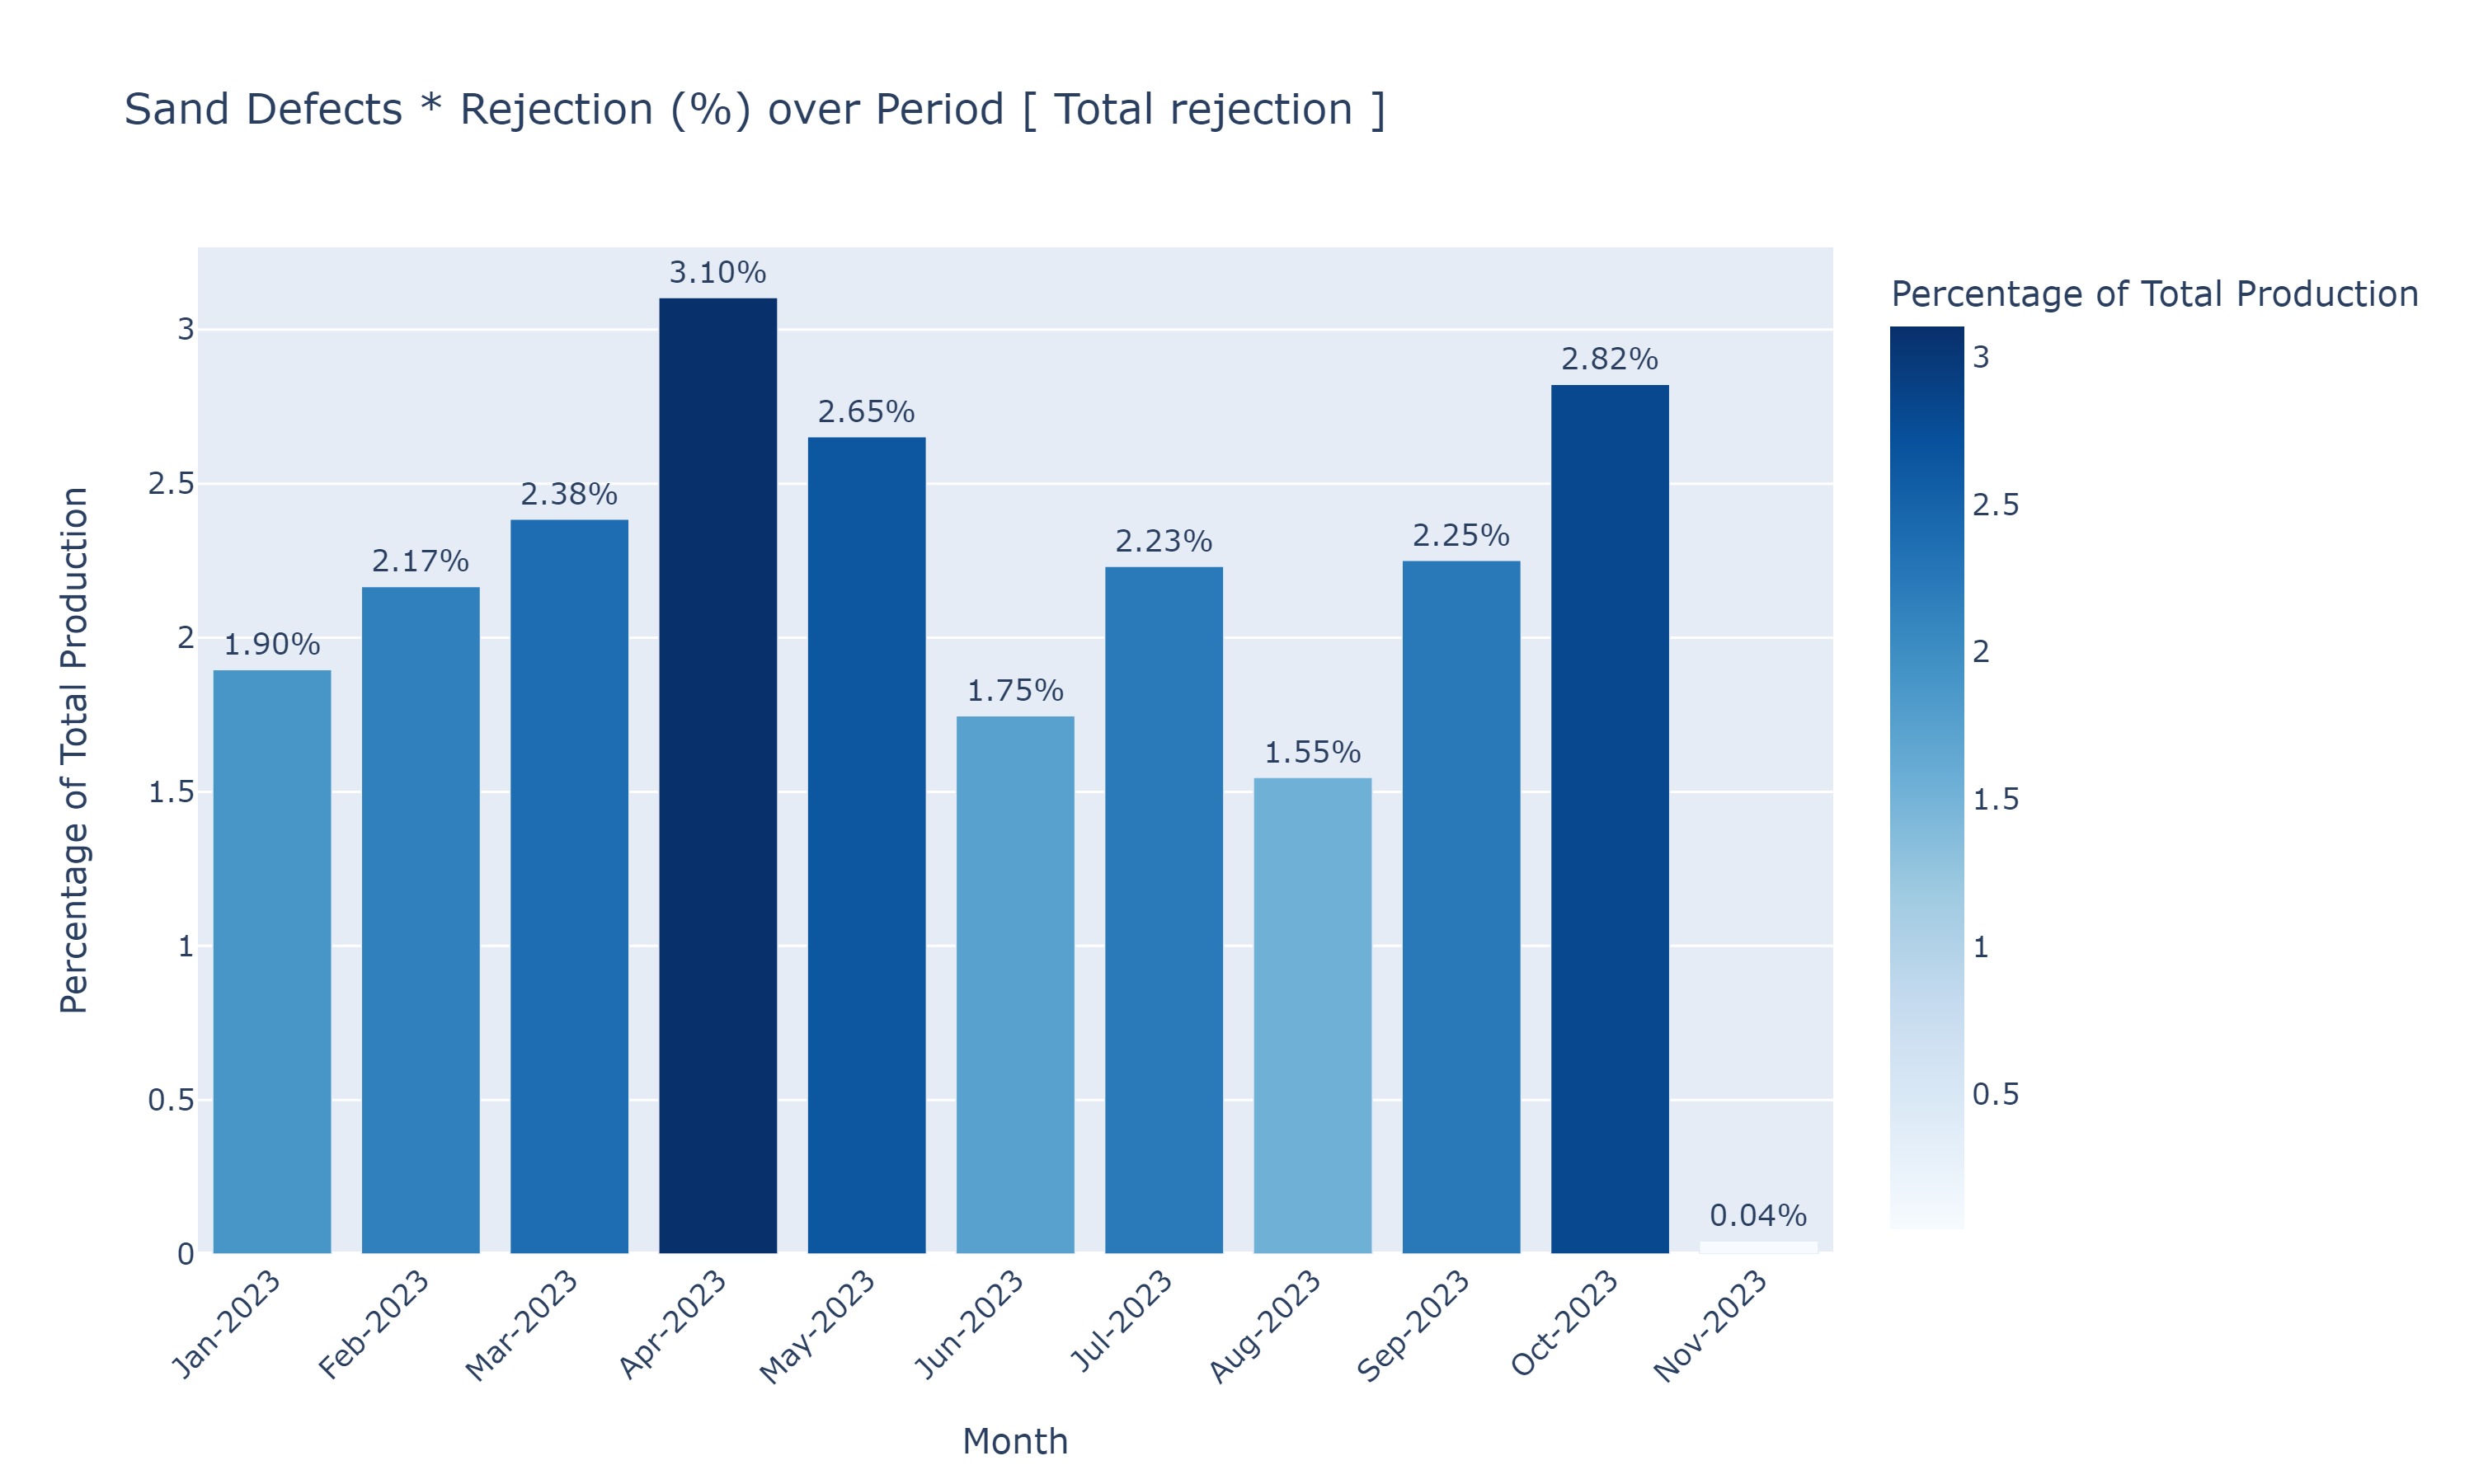 Sand Defects * Rejection (%) over Period [ Total rejection ]
Percentage of Total Production
3
2.5
2
1.5
1
0.5
0
1.90%
2.17%
2.38%
3.10%
2.65%
1.75%
2.23%
1.55%
2.25%
2.82%
0.04%
Jan-2023
Feb-2023
Mar-2023
Apr-2023
May-2023
Jun-2023
Jul-2023
Aug-2023
Sep-2023
Oct-2023
Nov-2023
Month
Percentage of Total Production
3
2.5
2
1.5
1
0.5